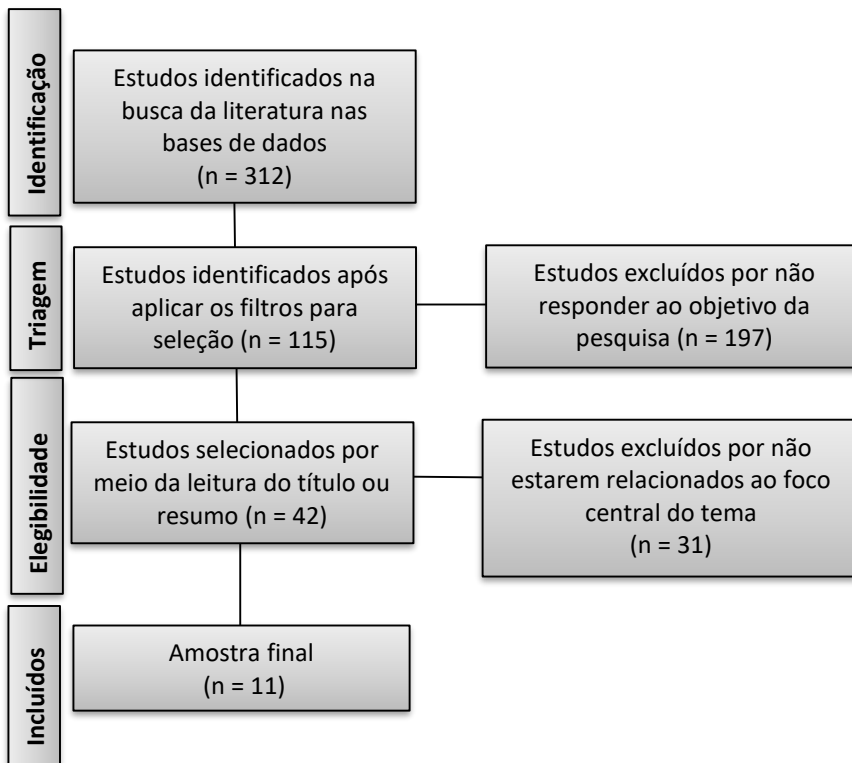 Identificação
Estudos identificados na
busca da literatura nas
bases de dados
(n = 312)
Triagem
Estudos identificados após
aplicar os filtros para
seleção (n = 115)
Estudos excluídos por não
responder ao objetivo da
pesquisa (n = 197)
Elegibilidade
Estudos selecionados por
meio da leitura do título ou
resumo (n = 42)
Estudos excluídos por não
estarem relacionados ao foco
central do tema
(n = 31)
Incluídos
Amostra final
(n = 11)